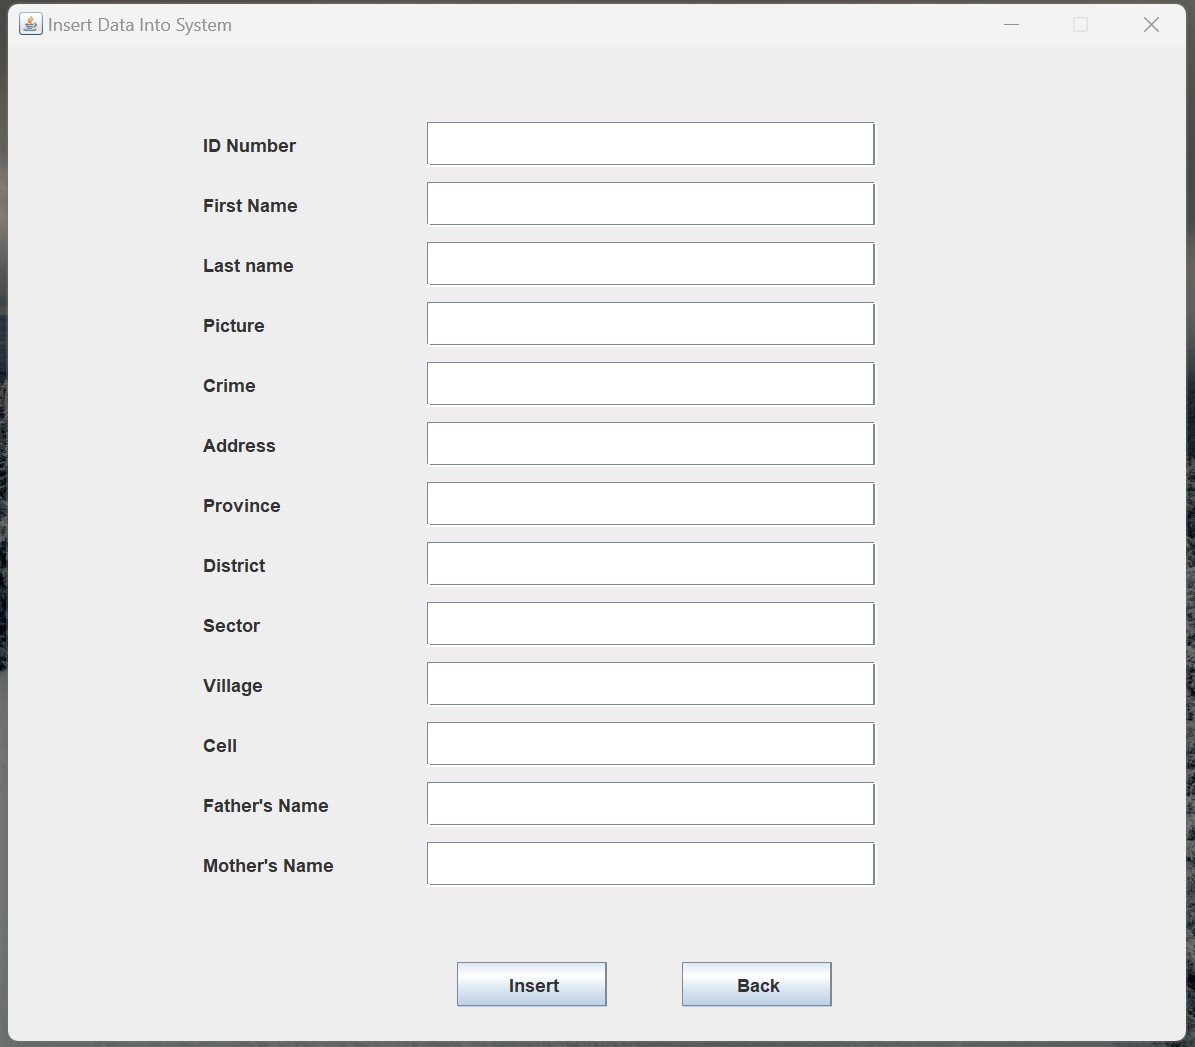 Insert Data Into System
ID Number
First Name
Last name
Picture
Crime
Address
Province
District
Sector
Village
Cell
Father's Name
Mother's Name
Insert Back